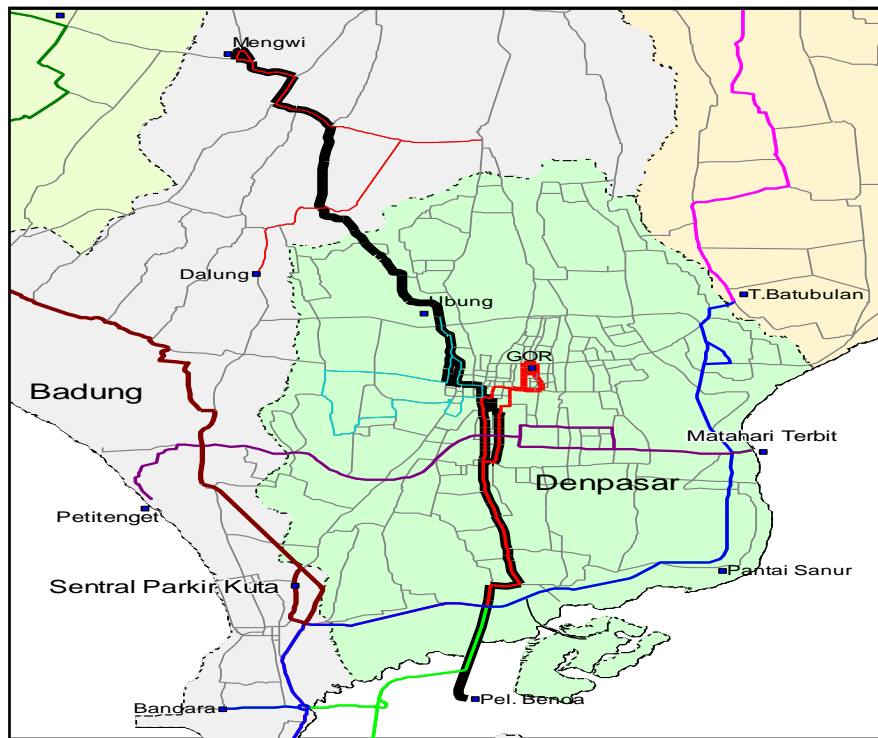 Mengwi
Dalung
T.Batubulan
Ubung
GOR
Badung
Matahari Terbit
Denpasar
Petitenget
Pantai Sanur
Sentral Parkir Kuta
Bandara
Pel. Benoa